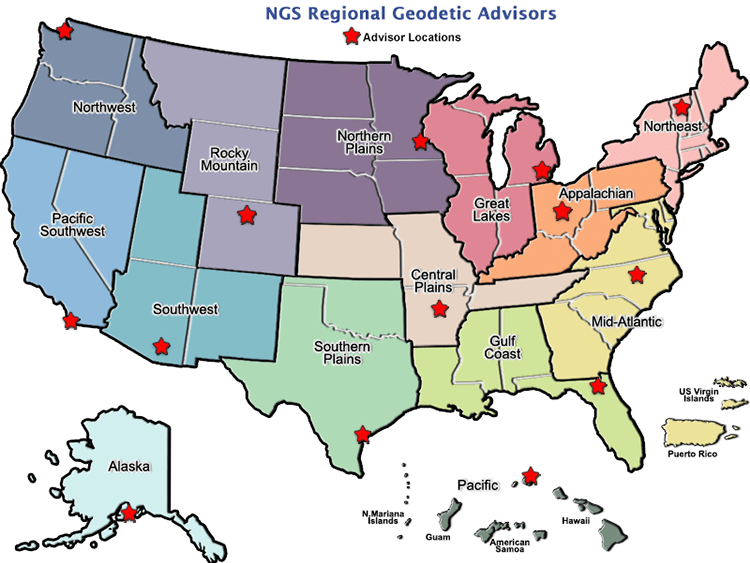 NGS Regional Geodetic Advisors
Advisor Locations
Northwest
Rocky
Mountain
Northern
Plains
Great
Lakes
Northeast
Appalachian
Pacific
Southwest
Southwest
Central
Plains
Mid-Atlantic
Southern
Plains
Gulf
Coast
US Virgin
Islands
Puerto Rico
Alaska
Pacific
N.Mariana
Islands
Guam
American
Samoa
Hawaii